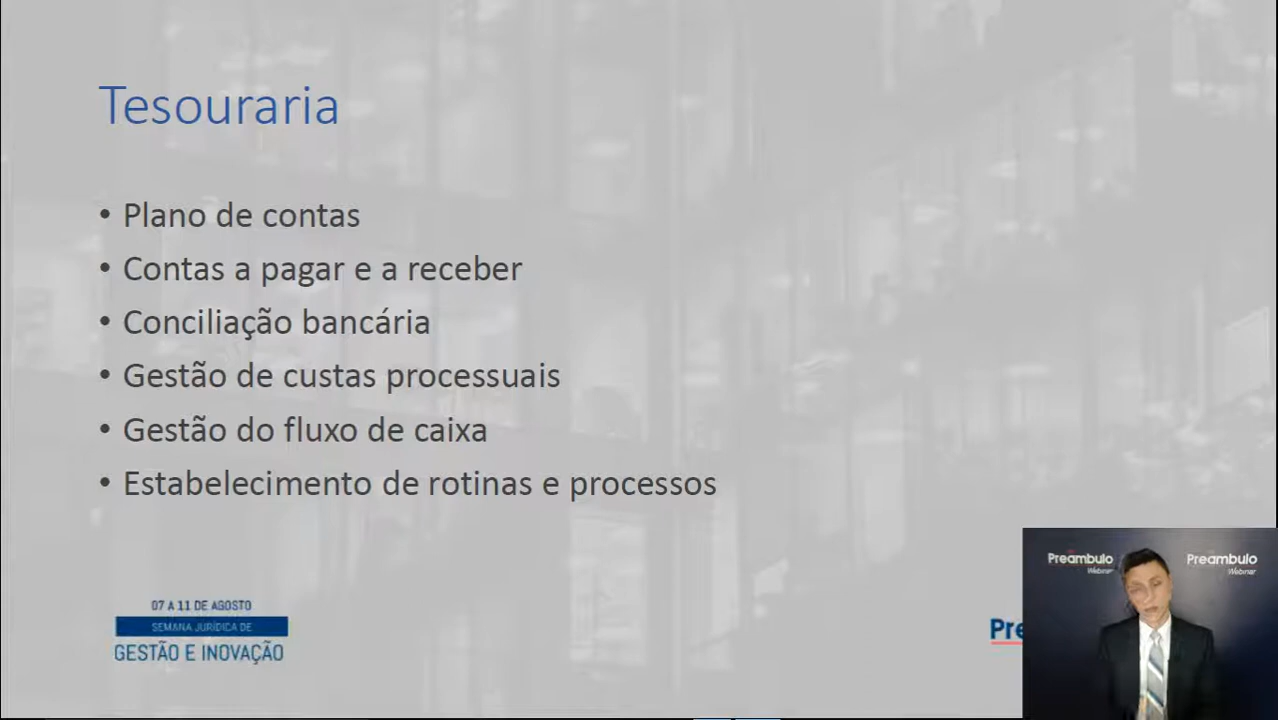 Tesouraria
• Plano de contas
• Contas a pagar e a receber
• Conciliação bancária
• Gestão de custas processuais
• Gestão do fluxo de caixa
• Estabelecimento de rotinas e processos
07 A 11 DE AGOSTO
SEMANA JURÍDICA DE
GESTÃO E INOVAÇÃO
Pre
Preambulo
Webinar
Preambulo
Webinar